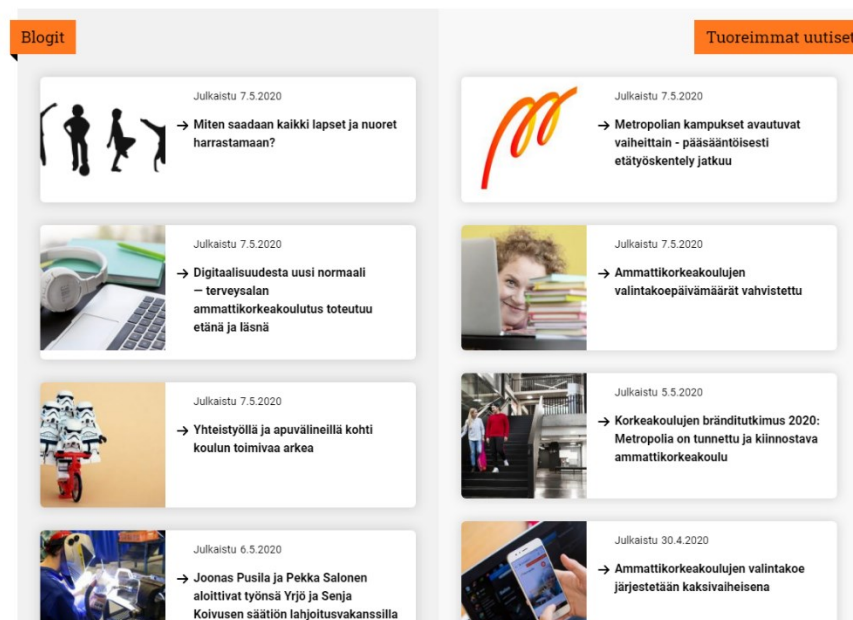 Blogit
Julkaistu 7.5.2020
→ Miten saadaan kaikki lapset ja nuoret
harrastamaan?
Julkaistu 7.5.2020
→ Digitaalisuudesta uusi normaali
– terveysalan
ammattikorkeakoulutus toteutuu
etänä ja läsnä
Julkaistu 7.5.2020
→ Yhteistyöllä ja apuvälineillä kohti
koulun toimivaa arkea
Julkaistu 6.5.2020
→ Joonas Pusila ja Pekka Salonen
aloittivat työnsä Yrjö ja Senja
Koivusen säätiön lahjoitusvakanssilla
Tuoreimmat uutiset
Julkaistu 7.5.2020
→ Metropolian kampukset avautuvat
vaiheittain - pääsääntöisesti
etätyöskentely jatkuu
Julkaistu 7.5.2020
→ Ammattikorkeakoulujen
valintakoepäivämäärät vahvistettu
Julkaistu 5.5.2020
→ Korkeakoulujen bränditutkimus 2020:
Metropolia on tunnettu ja kiinnostava
ammattikorkeakoulu
Julkaistu 30.4.2020
→ Ammattikorkeakoulujen valintakoe
järjestetään kaksivaiheisena